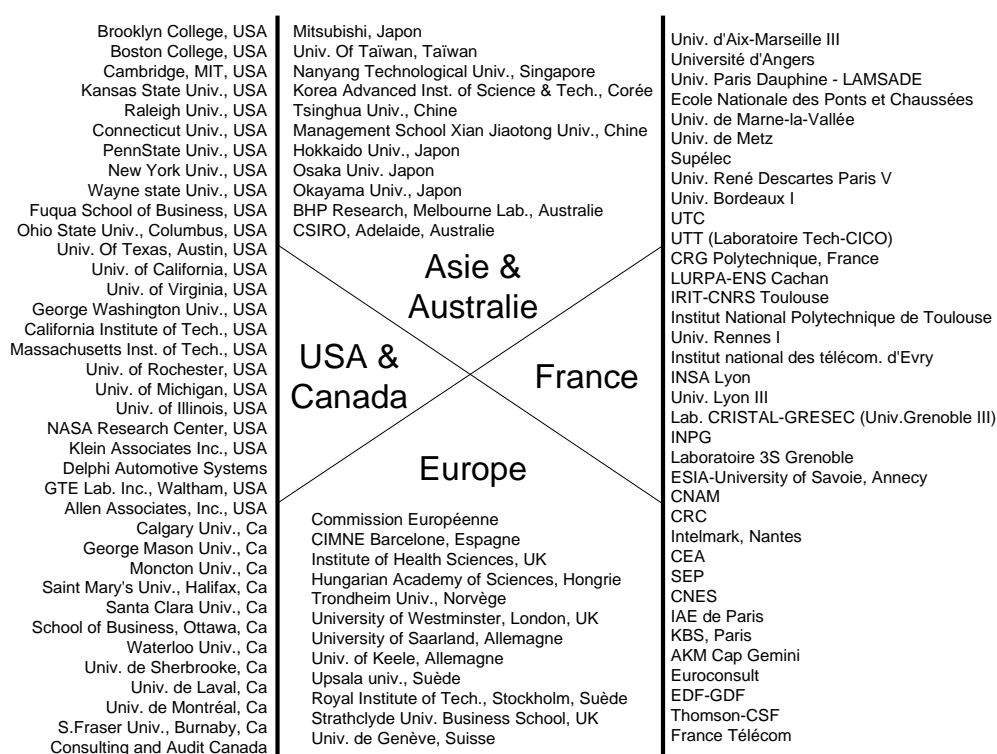 Brooklyn College, USA
Boston College, USA
Cambridge, MIT, USA
Kansas State Univ., USA
Raleigh Univ., USA
Connecticut Univ., USA
PennState Univ., USA
New York Univ., USA
Wayne state Univ., USA
Fuqua School of Business, USA
Ohio State Univ., Columbus, USA
Univ. Of Texas, Austin, USA
Univ. of California, USA
Univ. of Virginia, USA
George Washington Univ., USA
California Institute of Tech., USA
Massachusetts Inst. of Tech., USA
Univ. of Rochester, USA
Univ. of Michigan, USA
Univ. of Illinois, USA
NASA Research Center, USA
Klein Associates Inc., USA
Delphi Automotive Systems
GTE Lab. Inc., Waltham, USA
Allen Associates, Inc., USA
Calgary Univ., Ca
George Mason Univ., Ca
Moncton Univ., Ca
Saint Mary's Univ., Halifax, Ca
Santa Clara Univ., Ca
School of Business, Ottawa, Ca
Waterloo Univ., Ca
Univ. de Sherbrooke, Ca
Univ. de Laval, Ca
Univ. de Montréal, Ca
S.Fraser Univ., Burnaby, Ca
Consulting and Audit Canada
Mitsubishi, Japon
Univ. Of Taïwan, Taïwan
Nanyang Technological Univ., Singapore
Korea Advanced Inst. of Science & Tech., Corée
Tsinghua Univ., Chine
Management School Xian Jiaotong Univ., Chine
Hokkaido Univ., Japon
Osaka Univ. Japon
Okayama Univ., Japon
BHP Research, Melbourne Lab., Australie
CSIRO, Adelaide, Australie
Asie &
Australie
USA &
Canada
France
Europe
Commission Européenne
CIMNE Barcelone, Espagne
Institute of Health Sciences, UK
Hungarian Academy of Sciences, Hongrie
Trondheim Univ., Norvège
University of Westminster, London, UK
University of Saarland, Allemagne
Univ. of Keele, Allemagne
Upsala univ., Suède
Royal Institute of Tech., Stockholm, Suède
Strathclyde Univ. Business School, UK
Univ. de Genève, Suisse
Univ. d'Aix-Marseille III
Université d'Angers
Univ. Paris Dauphine - LAMSADE
Ecole Nationale des Ponts et Chaussées
Univ. de Marne-la-Vallée
Univ. de Metz
Supélec
Univ. René Descartes Paris V
Univ. Bordeaux I
UTC
UTT (Laboratoire Tech-CICO)
CRG Polytechnique, France
LURPA-ENS Cachan
IRIT-CNRS Toulouse
Institut National Polytechnique de Toulouse
Univ. Rennes I
Institut national des télécom. d'Evry
INSA Lyon
Univ. Lyon III
Lab. CRISTAL-GRESEC (Univ.Grenoble III)
INPG
Laboratoire 3S Grenoble
ESIA-University of Savoie, Annecy
CNAM
CRC
Intelmark, Nantes
CEA
SEP
CNES
IAE de Paris
KBS, Paris
AKM Cap Gemini
Euroconsult
EDF-GDF
Thomson-CSF
France Télécom